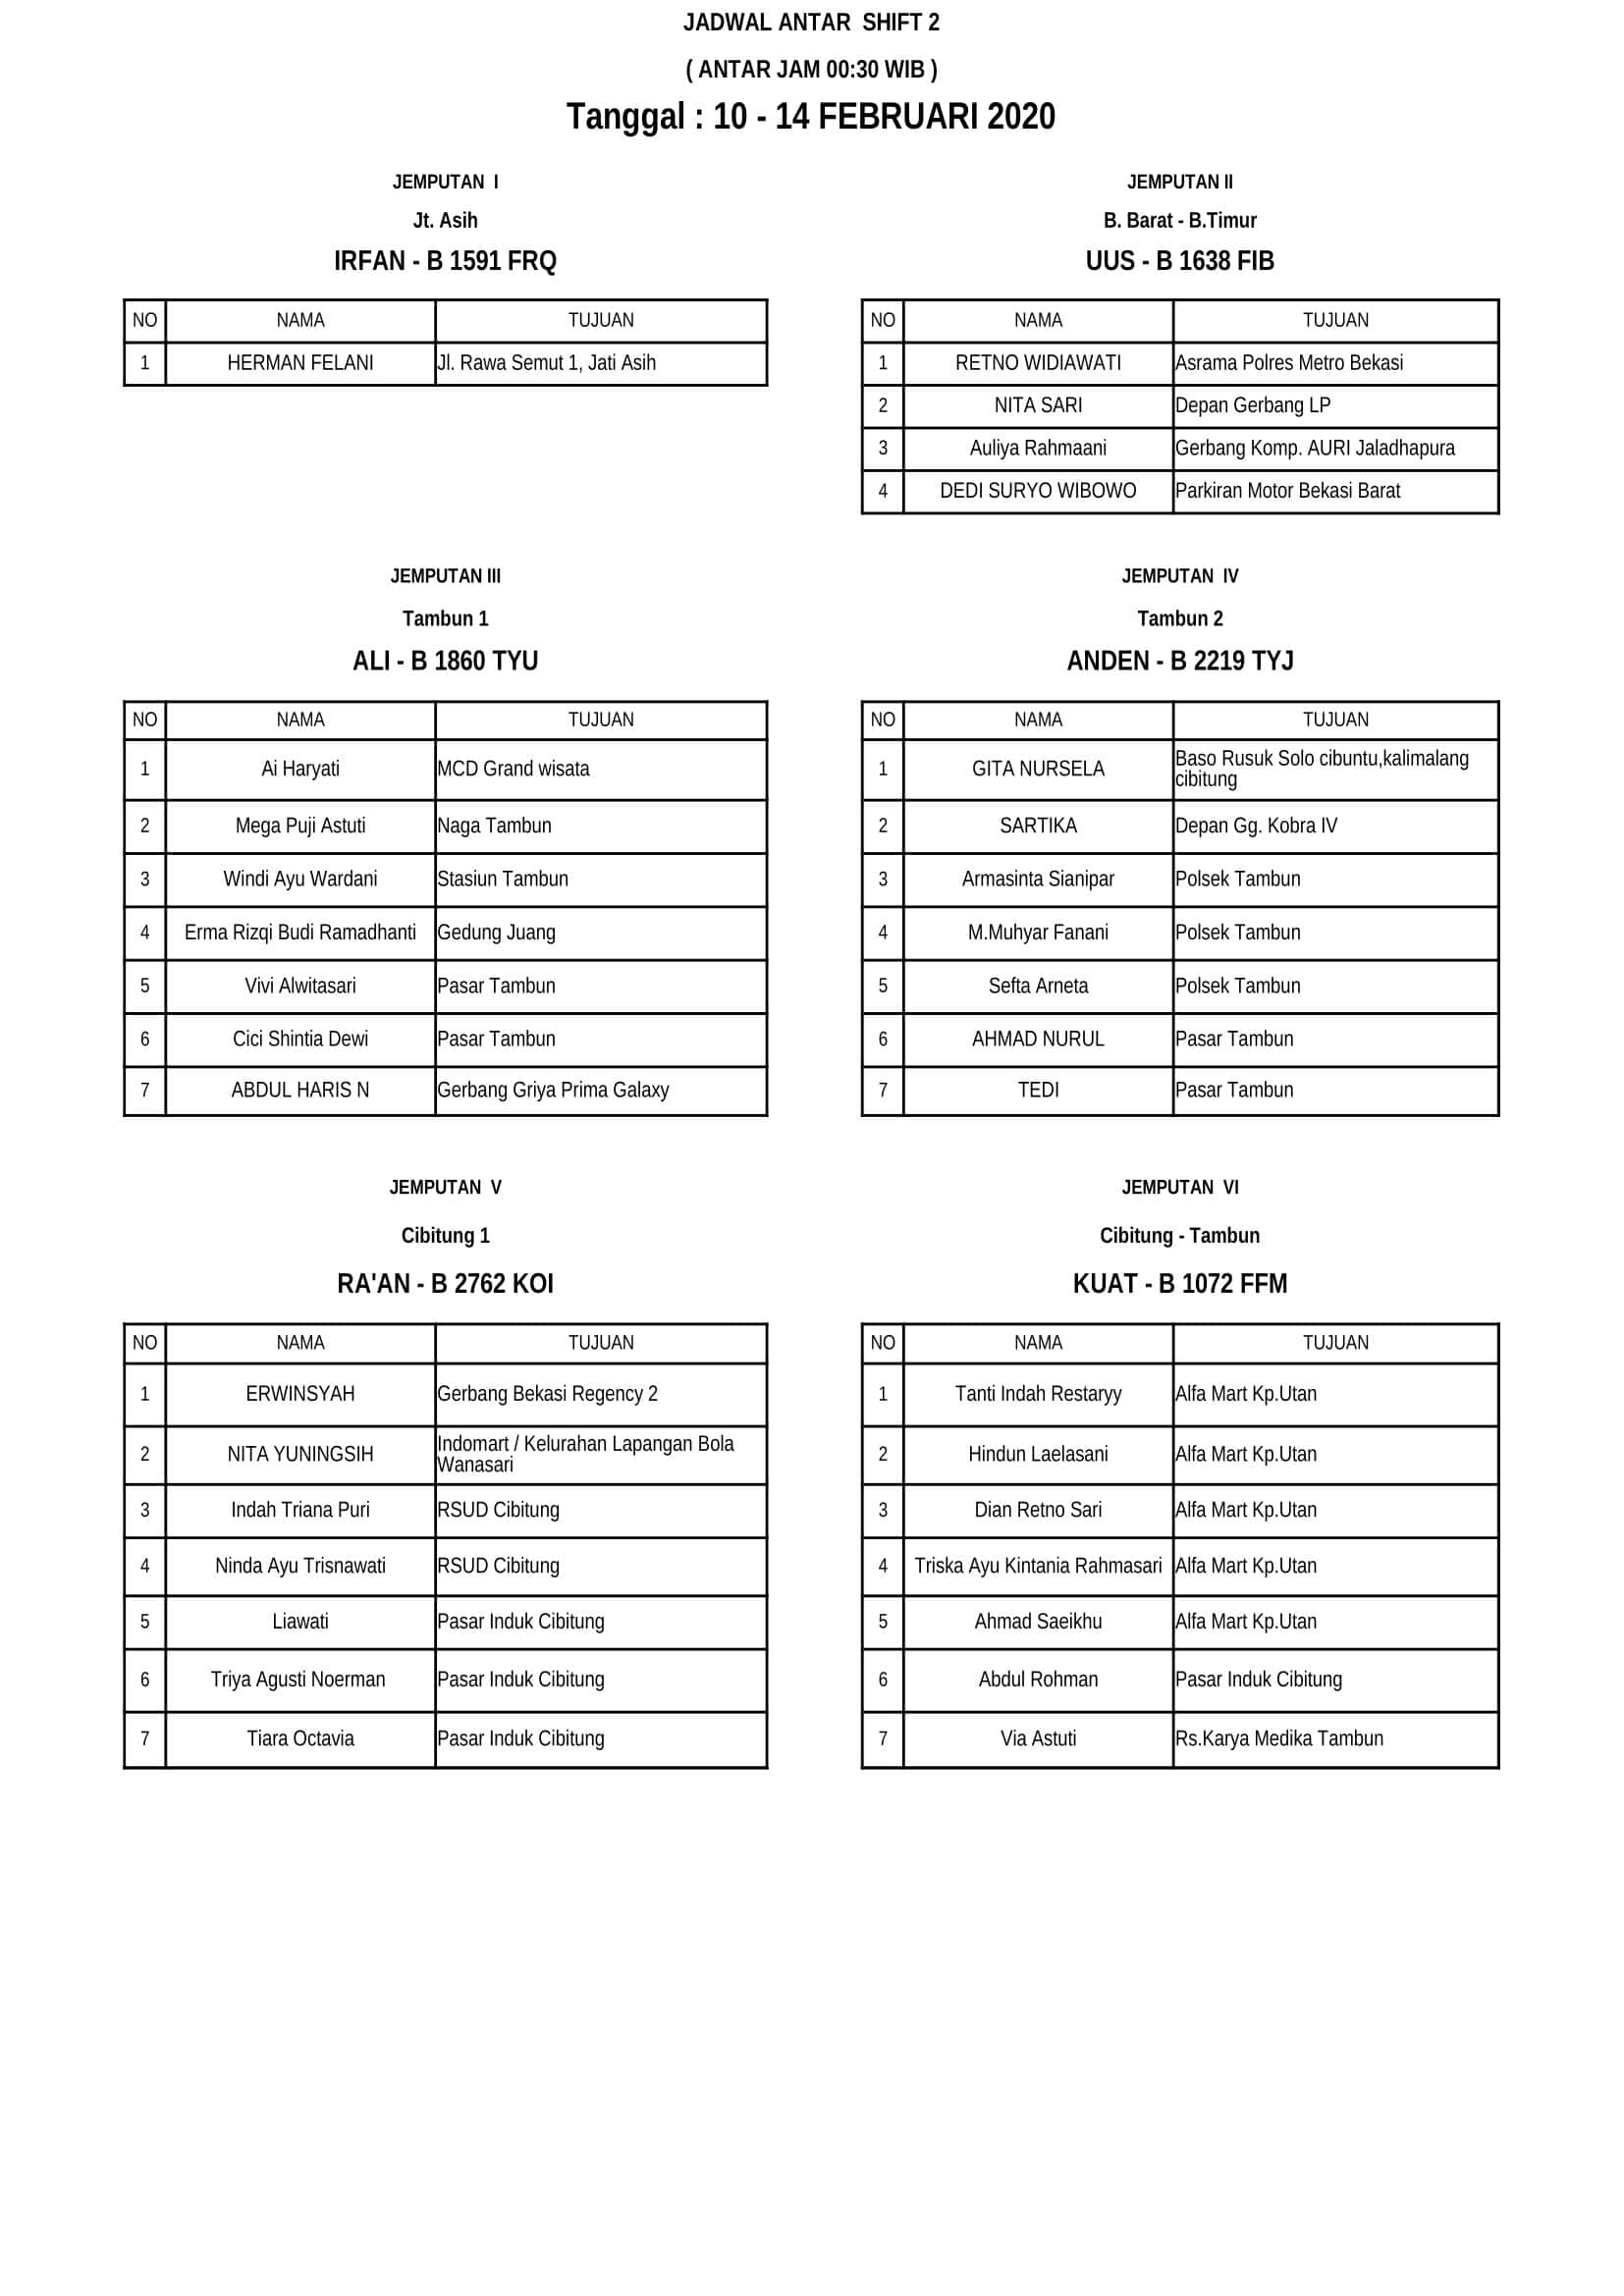 JADWAL ANTAR SHIFT 2
( ANTAR JAM 00:30 WIB )
Tanggal : 10 - 14 FEBRUARI 2020
JEMPUTAN I
Jt. Asih
IRFAN - B 1591 FRQ
NO NAMA TUJUAN
1 HERMAN FELANI Jl. Rawa Semut 1, Jati Asih
JEMPUTAN II
B. Barat - B.Timur
UUS - B 1638 FIB
NO NAMA TUJUAN
1 RETNO WIDIAWATI Asrama Polres Metro Bekasi
2 NITA SARI Depan Gerbang LP
3 Auliya Rahmaani Gerbang Komp. AURI Jaladhapura
4 DEDI SURYO WIBOWO Parkiran Motor Bekasi Barat
JEMPUTAN III
Tambun 1
ALI - B 1860 TYU
NO NAMA TUJUAN
1 Ai Haryati MCD Grand wisata
2 Mega Puji Astuti Naga Tambun
3 Windi Ayu Wardani Stasiun Tambun
4 Erma Rizqi Budi Ramadhanti Gedung Juang
5 Vivi Alwitasari Pasar Tambun
6 Cici Shintia Dewi Pasar Tambun
7 ABDUL HARIS N Gerbang Griya Prima Galaxy
JEMPUTAN IV
Tambun 2
ANDEN - B 2219 TYJ
NO NAMA TUJUAN
1 GITA NURSELA Baso Rusuk Solo cibuntu,kalimalang
cibitung
2 SARTIKA Depan Gg. Kobra IV
3 Armasinta Sianipar Polsek Tambun
4 M.Muhyar Fanani Polsek Tambun
5 Sefta Arneta Polsek Tambun
6 AHMAD NURUL Pasar Tambun
7 TEDI Pasar Tambun
JEMPUTAN V
Cibitung 1
RA'AN - B 2762 KOI
NO NAMA TUJUAN
1 ERWINSYAH Gerbang Bekasi Regency 2
2 NITA YUNINGSIH Indomart / Kelurahan Lapangan Bola
Wanasari
3 Indah Triana Puri RSUD Cibitung
4 Ninda Ayu Trisnawati RSUD Cibitung
5 Liawati Pasar Induk Cibitung
6 Triya Agusti Noerman Pasar Induk Cibitung
7 Tiara Octavia Pasar Induk Cibitung
JEMPUTAN VI
Cibitung - Tambun
KUAT - B 1072 FFM
NO NAMA TUJUAN
1 Tanti Indah Restaryy Alfa Mart Kp.Utan
2 Hindun Laelasani Alfa Mart Kp.Utan
3 Dian Retno Sari Alfa Mart Kp.Utan
4 Triska Ayu Kintania Rahmasari Alfa Mart Kp.Utan
5 Ahmad Saeikhu Alfa Mart Kp.Utan
6 Abdul Rohman Pasar Induk Cibitung
7 Via Astuti Rs.Karya Medika Tambun